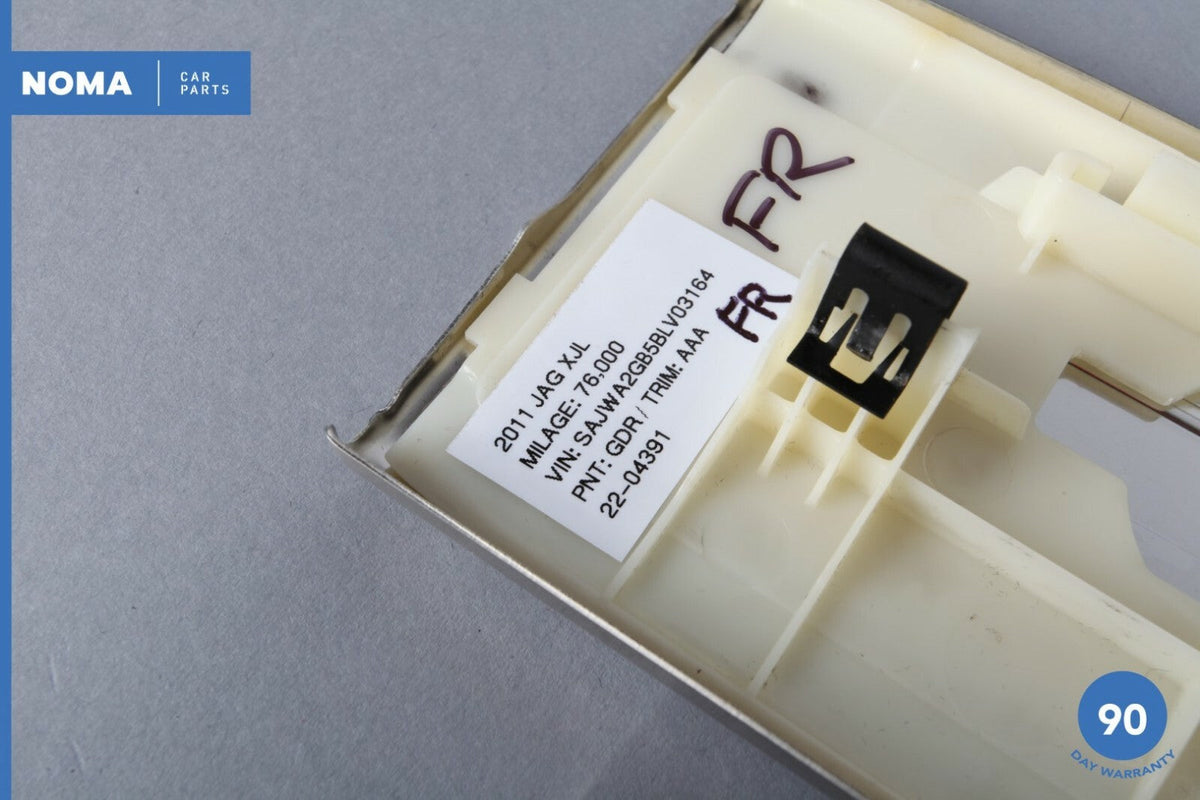 NOMA
CAR
PARTS
FR
FR
2011 JAG XJL
MILAGE: 76,000
VIN: SAJWA2GB5BLV03164
PNT: GDR / TRIM: AAA
22-04391
90
DAY WARRANTY